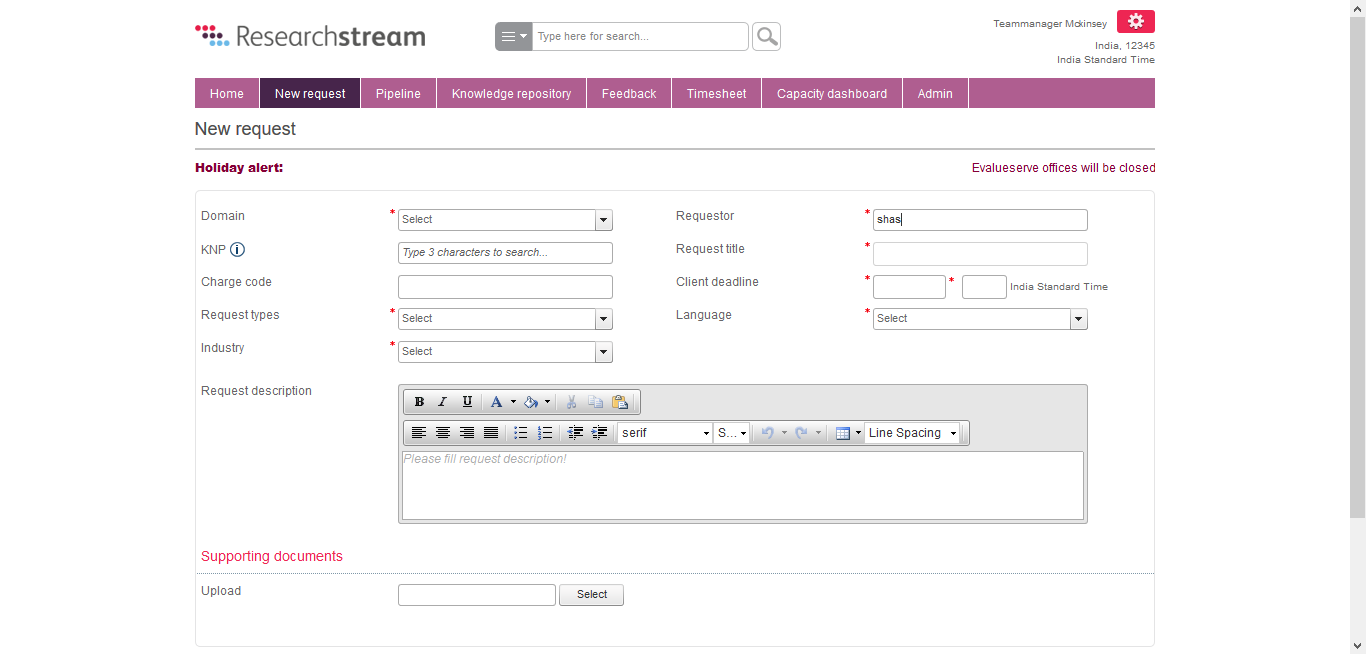 Researchstream
Type here for search...
Teammanager Mckinsey
India, 12345
India Standard Time
Home New request Pipeline Knowledge repository Feedback Timesheet Capacity dashboard Admin
New request
Holiday alert: Evalueserve offices will be closed
Domain * Select Requestor * shas
KNP i Type 3 characters to search... Request title *
Charge code Client deadline * * India Standard Time
Request types * Select Language * Select
Industry * Select
Request description
B I U A
serif S... Line Spacing
Please fill request description!
Supporting documents
Upload Select